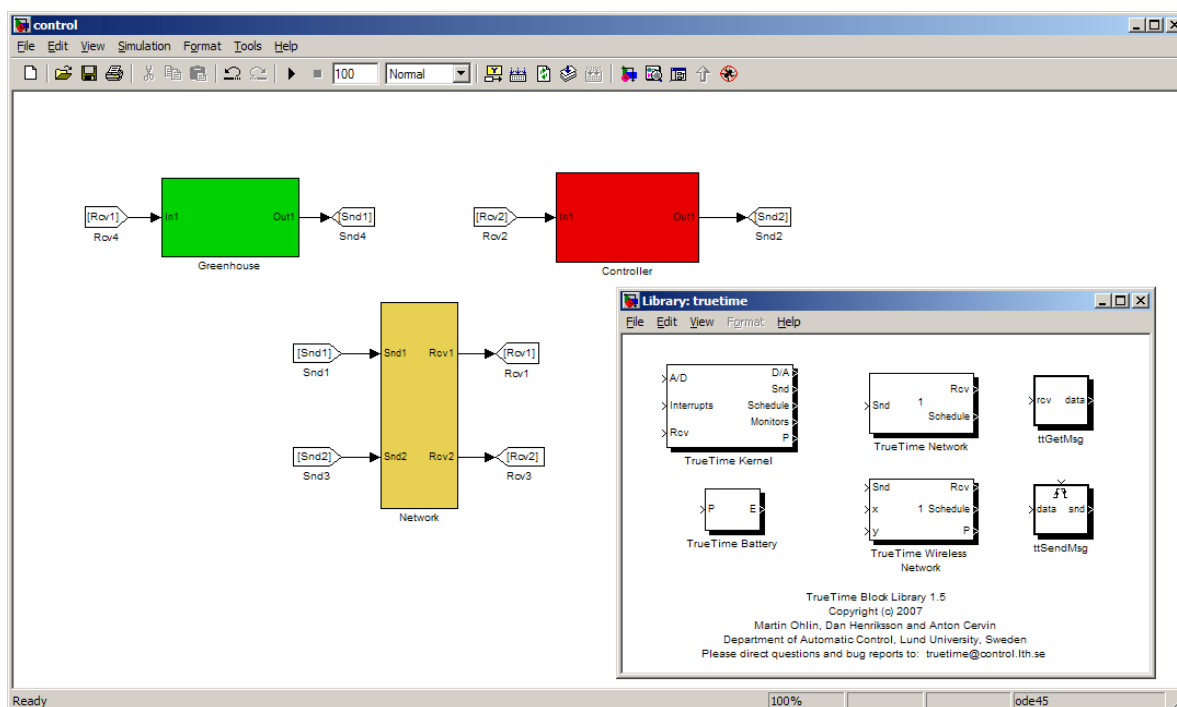 control
File Edit View Simulation Format Tools Help
100 Normal
[Rcv1] In1 Out1 [Snd1]
Rcv4 Snd4
Greenhouse
[Rcv2] In1 Out1 [Snd2]
Rcv2 Snd2
Controller
[Snd1] Snd1 Rcv1 [Rcv1]
Snd1 Rcv1
[Snd2] Snd2 Rcv2 [Rcv2]
Snd3 Rcv3
Network
Library: truetime
File Edit View Format Help
A/D D/A
Snd
Interrupts Schedule
Monitors
Rcv P
TrueTime Kernel
Rcv
Snd 1
Schedule
TrueTime Network
rcv data
ttGetMsg
P E
TrueTime Battery
Snd Rcv
x 1 Schedule
y P
TrueTime Wireless
Network
data snd
ttSendMsg
TrueTime Block Library 1.5
Copyright (c) 2007
Martin Ohlin, Dan Henriksson and Anton Cervin
Department of Automatic Control, Lund University, Sweden
Please direct questions and bug reports to: truetime@control.lth.se
Ready 100% ode45